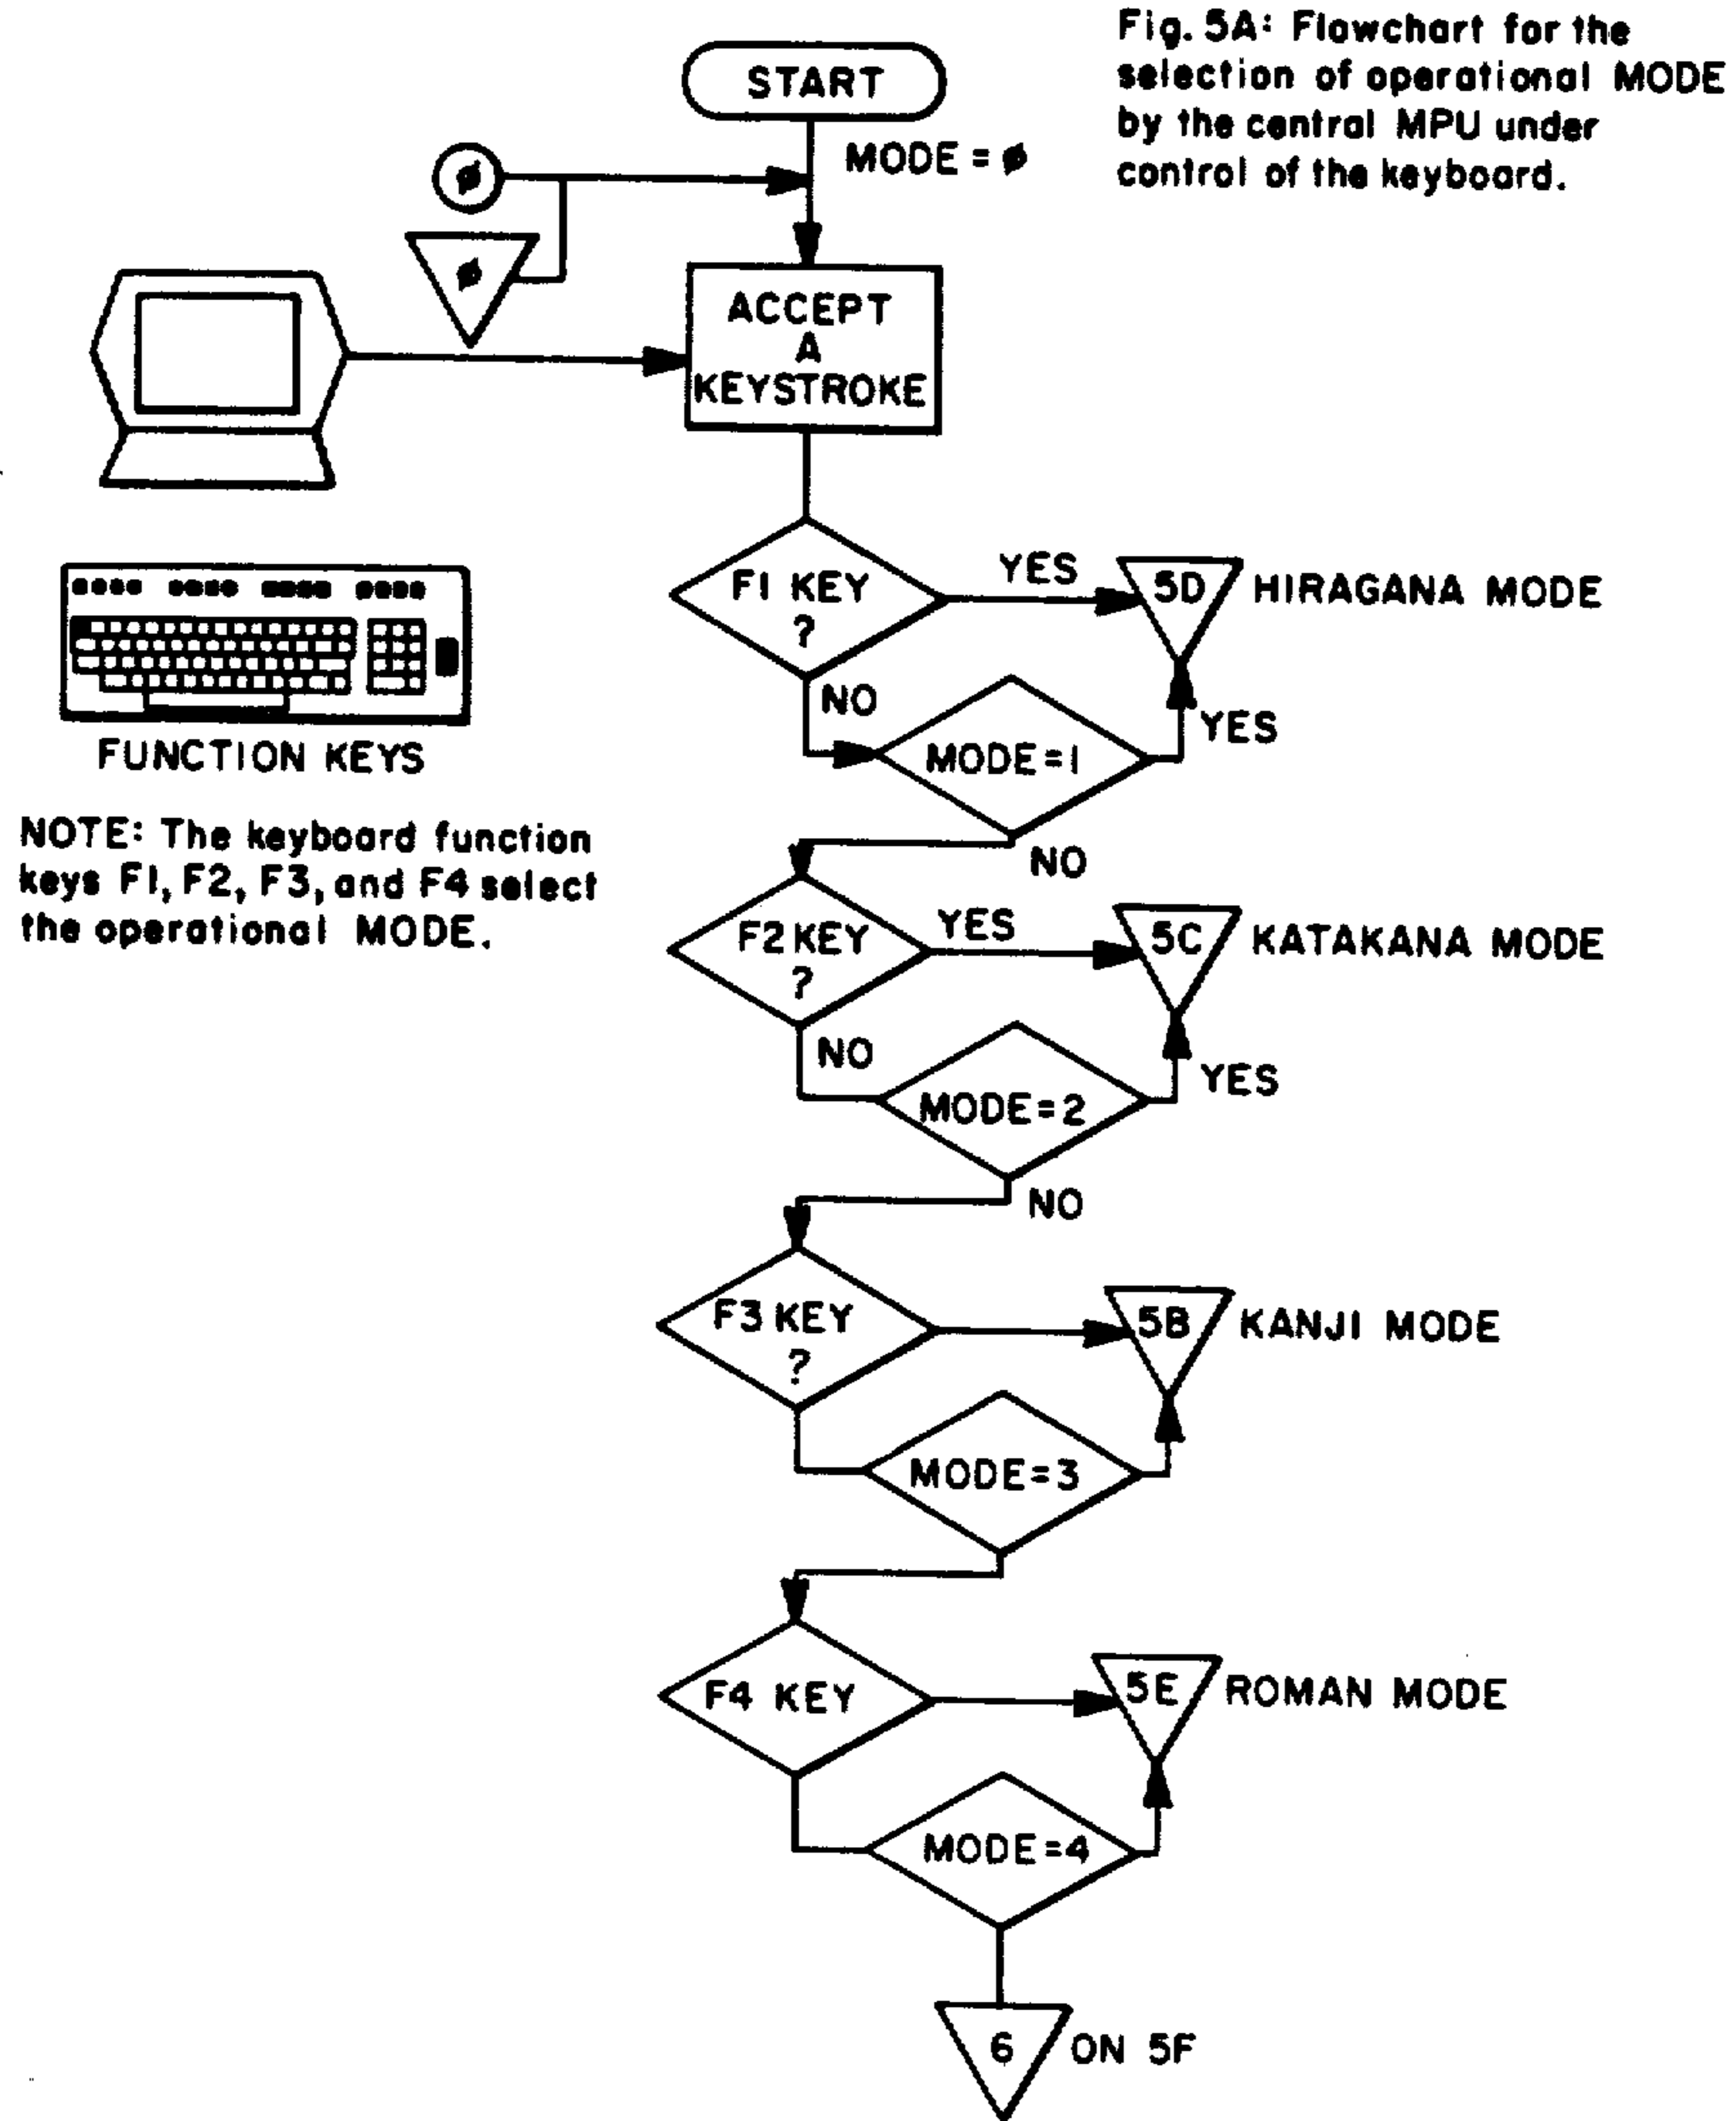 Fig. 5A: Flowchart for the
selection of operational MODE
by the central MPU under
control of the keyboard.
START
MODE = ϕ
ϕ
ϕ
ACCEPT
A
KEYSTROKE
F1 KEY
?
YES
5D
HIRAGANA MODE
NO
MODE=1
YES
NO
FUNCTION KEYS
NOTE: The keyboard function
keys F1, F2, F3, and F4 select
the operational MODE.
F2 KEY
?
YES
5C
KATAKANA MODE
NO
MODE=2
YES
NO
F3 KEY
?
5B
KANJI MODE
MODE=3
F4 KEY
5E
ROMAN MODE
MODE=4
6
ON 5F